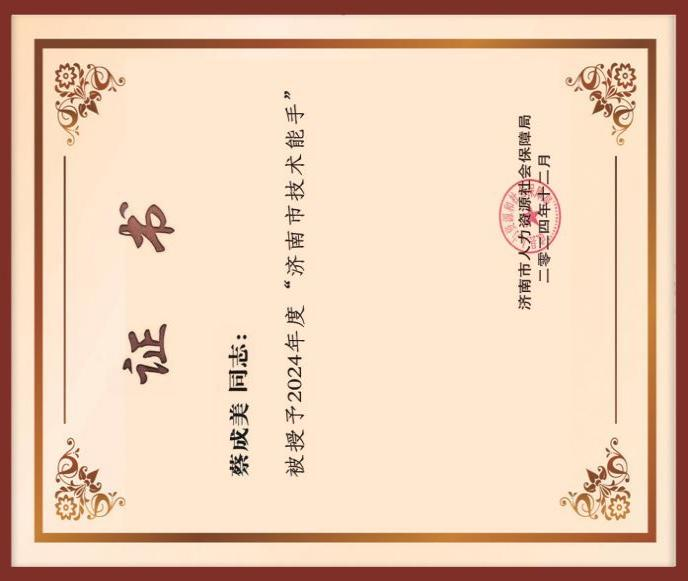 证 书
蔡成美 同志：
被授予2024年度“济南市技术能手”
济南市人力资源社会保障局
二零二四年十二月